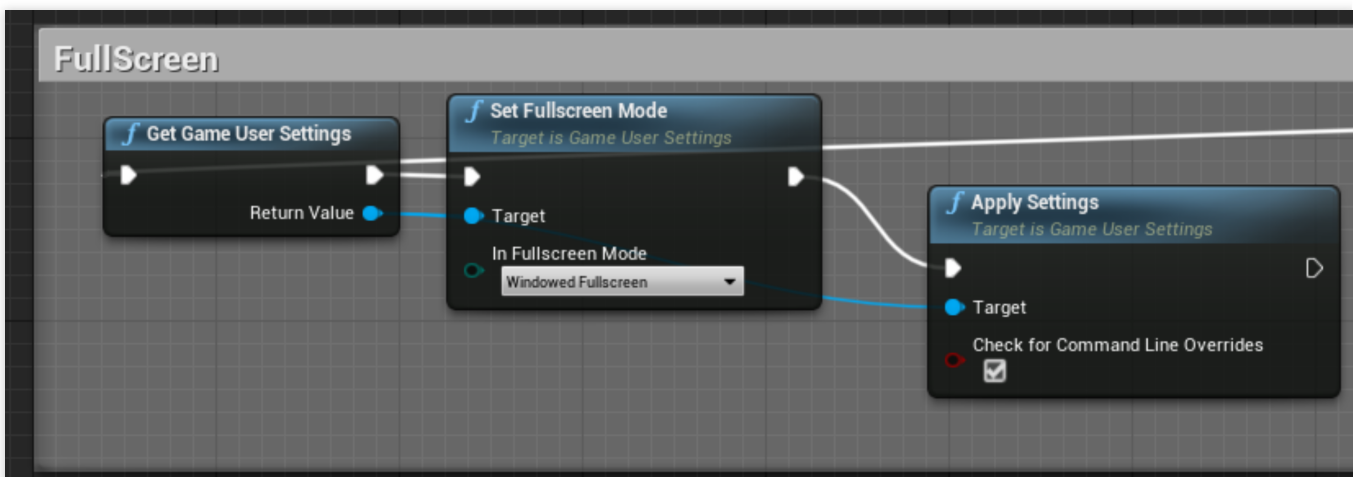 FullScreen
f Get Game User Settings
Return Value
f Set Fullscreen Mode
Target is Game User Settings
Target
In Fullscreen Mode
Windowed Fullscreen
f Apply Settings
Target is Game User Settings
Target
Check for Command Line Overrides